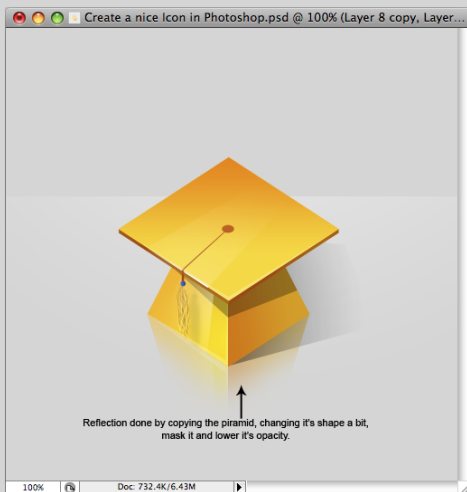 Create a nice Icon in Photoshop.psd @ 100% (Layer 8 copy, Layer...
Reflection done by copying the piramid, changing it's shape a bit,
mask it and lower it's opacity.
100% Doc: 732.4K/6.43M